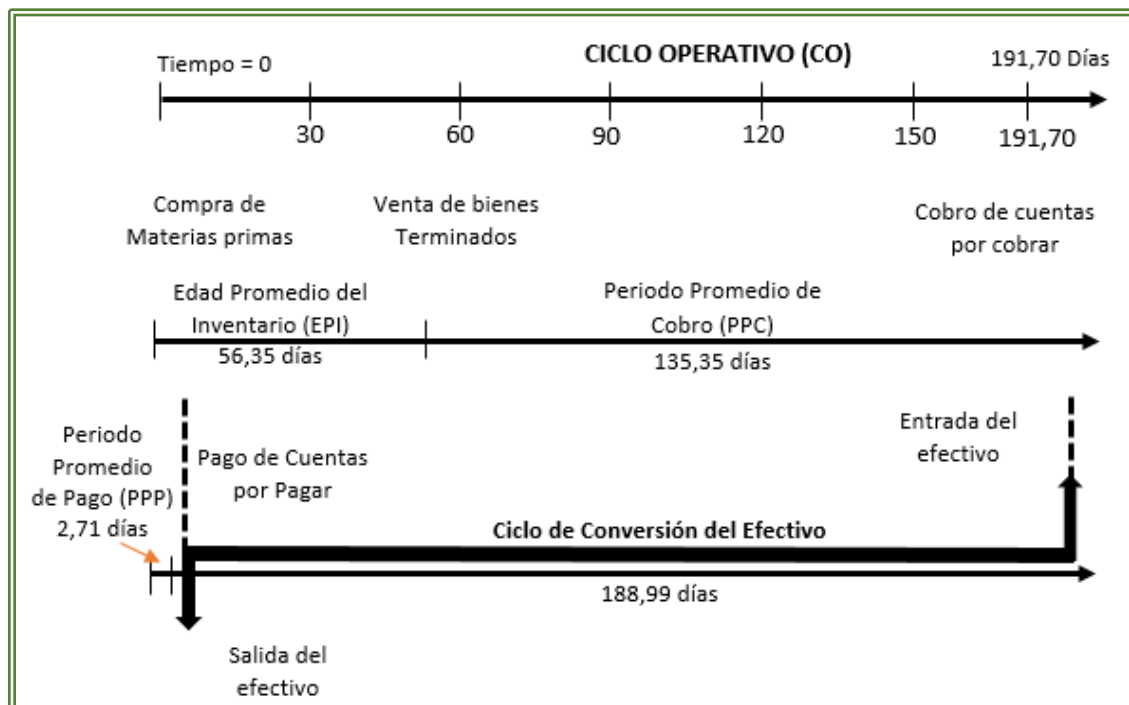 CICLO OPERATIVO (CO)
Tiempo = 0
191,70 Días
30
60
90
120
150
191,70
Compra de
Materias primas
Venta de bienes
Terminados
Cobro de cuentas
por cobrar
Edad Promedio del
Inventario (EPI)
56,35 días
Periodo Promedio de
Cobro (PPC)
135,35 días
Periodo
Promedio
de Pago (PPP)
2,71 días
Pago de Cuentas
por Pagar
Entrada del
efectivo
Ciclo de Conversión del Efectivo
188,99 días
Salida del
efectivo